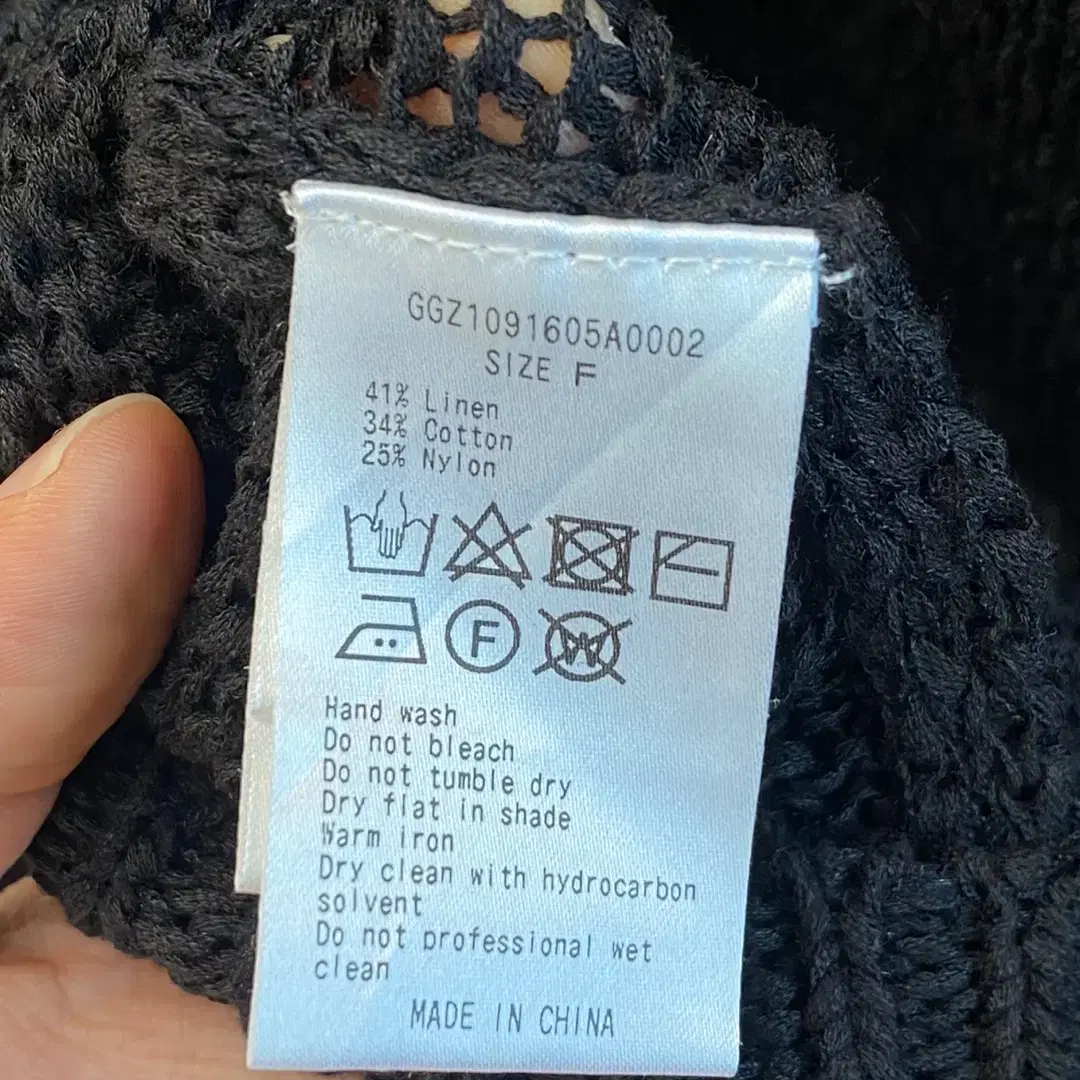 GGZ1091605A0002
SIZE F
41% Linen
34% Cotton
25% Nylon
F W
Hand wash
Do not bleach
Do not tumble dry
Dry flat in shade
Warm iron
Dry clean with hydrocarbon
solvent
Do not professional wet
clean
MADE IN CHINA